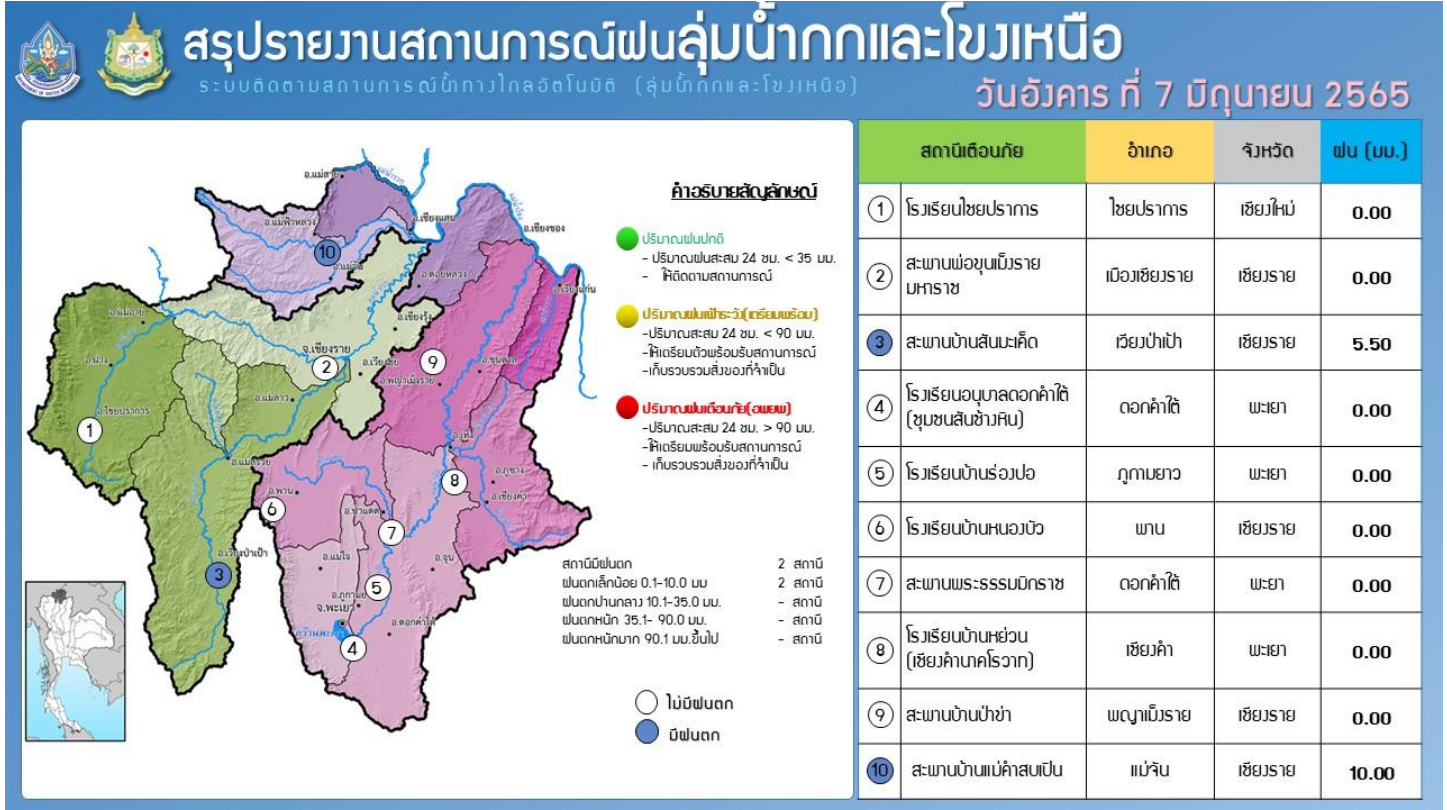 สรุปรายงานสถานการณ์ฝนลุ่มน้ำกกและโขงเหนือ
ระบบติดตามสถานการณ์น้ำทางไกลอัตโนมัติ (ลุ่มน้ำกกและโขงเหนือ)
วันอังคาร ที่ 7 มิถุนายน 2565
อ.แม่สาย
แม่น้ำรวก
อ.แม่ฟ้าหลวง
อ.เชียงแสน
แม่น้ำโขง
อ.เชียงของ
10
อ.แม่จัน
อ.ดอยหลวง
อ.เวียงแก่น
อ.แม่อาย
อ.เชียงรุ้ง
จ.เชียงราย
อ.ฝาง
2
อ.เวียงชัย
9
อ.ขุนตาล
อ.พญาเม็งราย
อ.แม่ลาว
อ.ไชยปราการ
1
อ.เทิง
อ.แม่สรวย
8
อ.ภูซาง
อ.พาน
อ.เชียงคำ
6
อ.ป่าแดด
7
อ.เวียงป่าเป้า
อ.แม่ใจ
อ.จุน
3
5
อ.ภูกามยาว
จ.พะเยา
กว๊านพะเยา
อ.ดอกคำใต้
4
คำอธิบายสัญลักษณ์
ปริมาณฝนปกติ
- ปริมาณฝนสะสม 24 ชม. < 35 มม.
- ให้ติดตามสถานการณ์
ปริมาณฝนเฝ้าระวัง(เตรียมพร้อม)
-ปริมาณสะสม 24 ชม. < 90 มม.
-ให้เตรียมตัวพร้อมรับสถานการณ์
-เก็บรวบรวมสิ่งของที่จำเป็น
ปริมาณฝนเตือนภัย(อพยพ)
-ปริมาณสะสม 24 ชม. > 90 มม.
-ให้เตรียมพร้อมรับสถานการณ์
- เก็บรวบรวมสิ่งของที่จำเป็น
สถานีมีฝนตก 2 สถานี
ฝนตกเล็กน้อย 0.1-10.0 มม 2 สถานี
ฝนตกปานกลาง 10.1-35.0 มม. - สถานี
ฝนตกหนัก 35.1- 90.0 มม. - สถานี
ฝนตกหนักมาก 90.1 มม.ขึ้นไป - สถานี
ไม่มีฝนตก
มีฝนตก
สถานีเตือนภัย อำเภอ จังหวัด ฝน (มม.)
1 โรงเรียนไชยปราการ ไชยปราการ เชียงใหม่ 0.00
2 สะพานพ่อขุนเม็งราย
มหาราช เมืองเชียงราย เชียงราย 0.00
3 สะพานบ้านสันมะเค็ด เวียงป่าเป้า เชียงราย 5.50
4 โรงเรียนอนุบาลดอกคำใต้
(ชุมชนสันช้างหิน) ดอกคำใต้ พะเยา 0.00
5 โรงเรียนบ้านร่องปอ ภูกามยาว พะเยา 0.00
6 โรงเรียนบ้านหนองบัว พาน เชียงราย 0.00
7 สะพานพระธรรมมิกราช ดอกคำใต้ พะยา 0.00
8 โรงเรียนบ้านหย่วน
(เชียงคำนาคโรวาท) เชียงคำ พะเยา 0.00
9 สะพานบ้านป่าข่า พญาเม็งราย เชียงราย 0.00
10 สะพานบ้านแม่คำสบเปิน แม่จัน เชียงราย 10.00